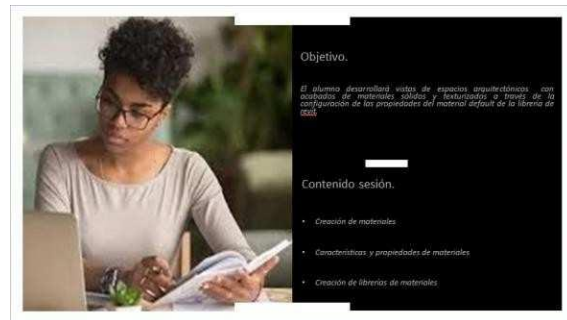 Objetivo.
El alumno desarrollará vistas de espacios arquitectónicos con
acabados de materiales sólidos y texturizados a través de la
configuración de las propiedades del material default de la librería de
revit.
Contenido sesión.
• Creación de materiales
• Características y propiedades de materiales
• Creación de librerías de materiales